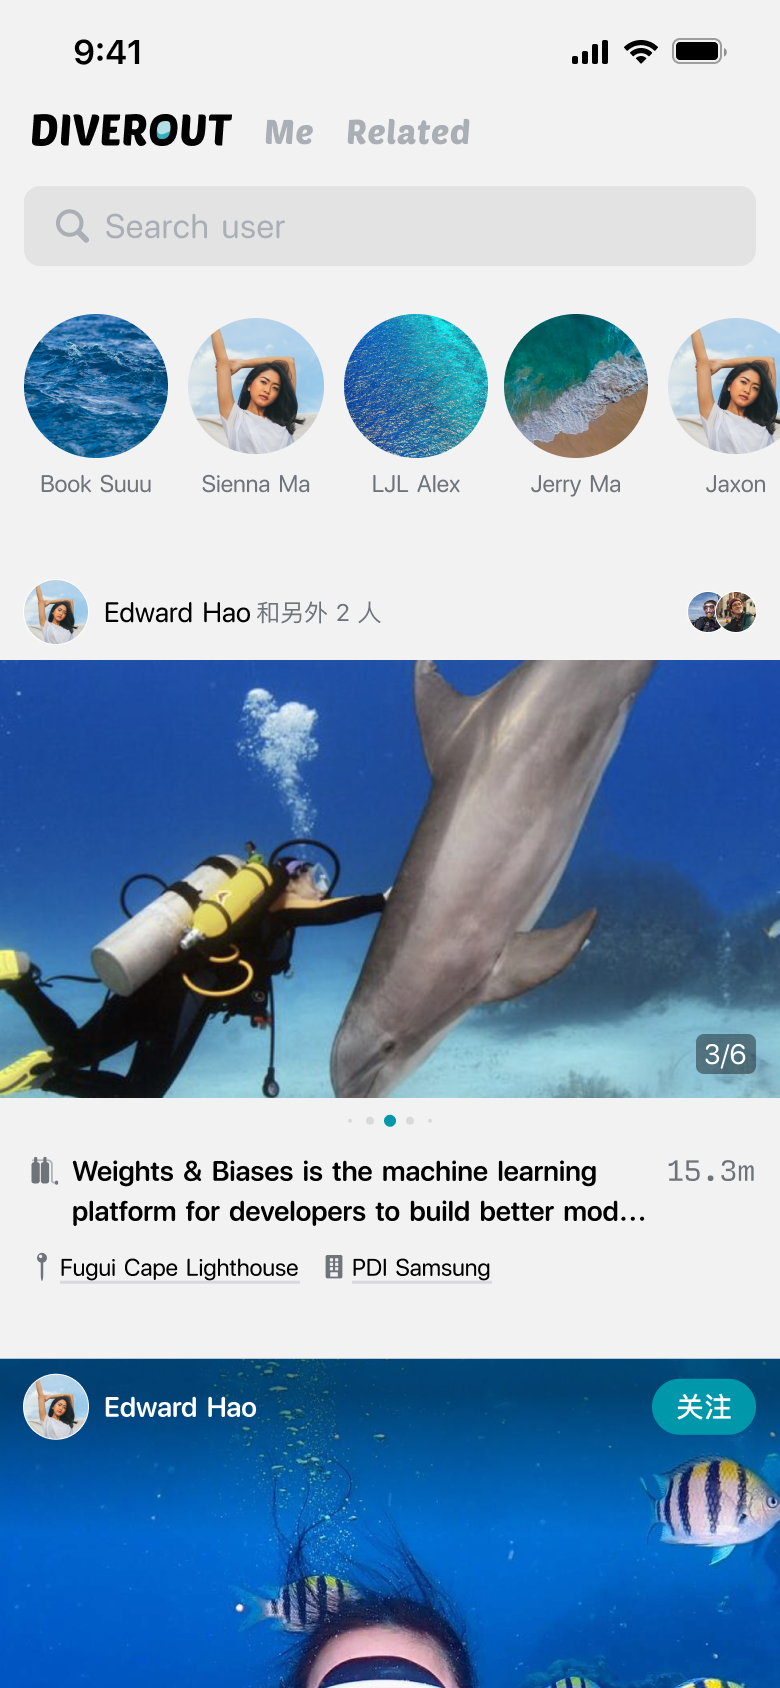 9:41
DIVEROUT Me Related
Search user
Book Suuu
Sienna Ma
LJL Alex
Jerry Ma
Jaxon
Edward Hao 和另外 2 人
3/6
Weights & Biases is the machine learning
platform for developers to build better mod...
15.3m
Fugui Cape Lighthouse
PDI Samsung
Edward Hao
关注